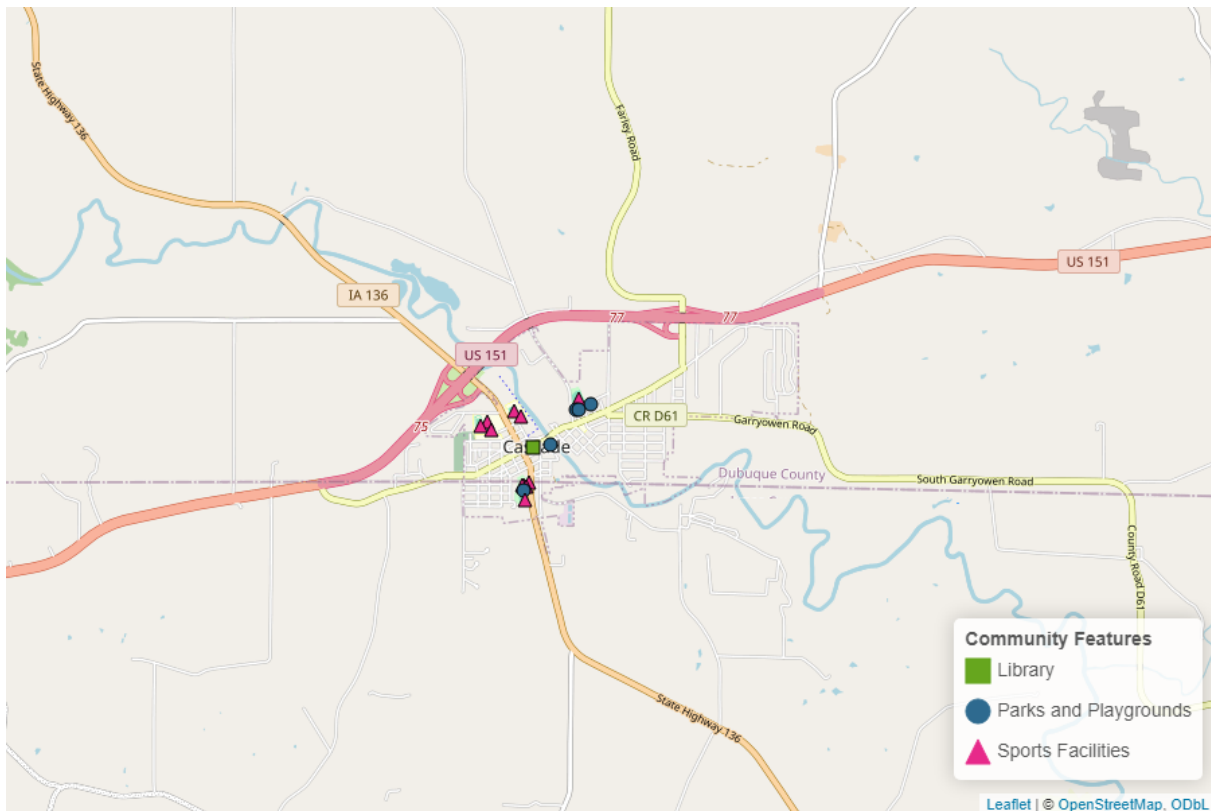 State Highway 136
Farley Road
US 151
IA 136
77
77
US 151
75
CR D61
Garryowen Road
Cascade
Dubuque County
South Garryowen Road
County Road D61
State Highway 136
Community Features
Library
Parks and Playgrounds
Sports Facilities
Leaflet | © OpenStreetMap, ODbL